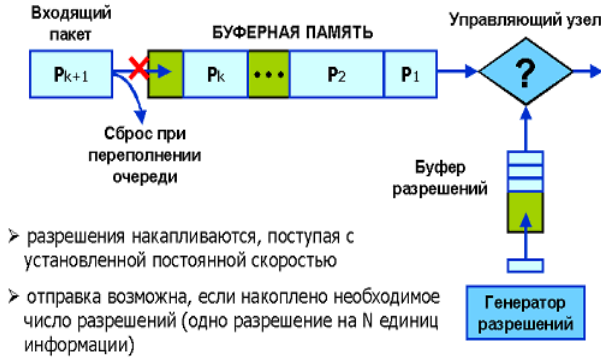 Входящий
пакет
БУФЕРНАЯ ПАМЯТЬ
Управляющий узел
Pk+1
Pk
•••
P2
P1
?
Сброс при
переполнении
очереди
Буфер
разрешений
➢ разрешения накапливаются, поступая с
установленной постоянной скоростью
➢ отправка возможна, если накоплено необходимое
число разрешений (одно разрешение на N единиц
информации)
Генератор
разрешений